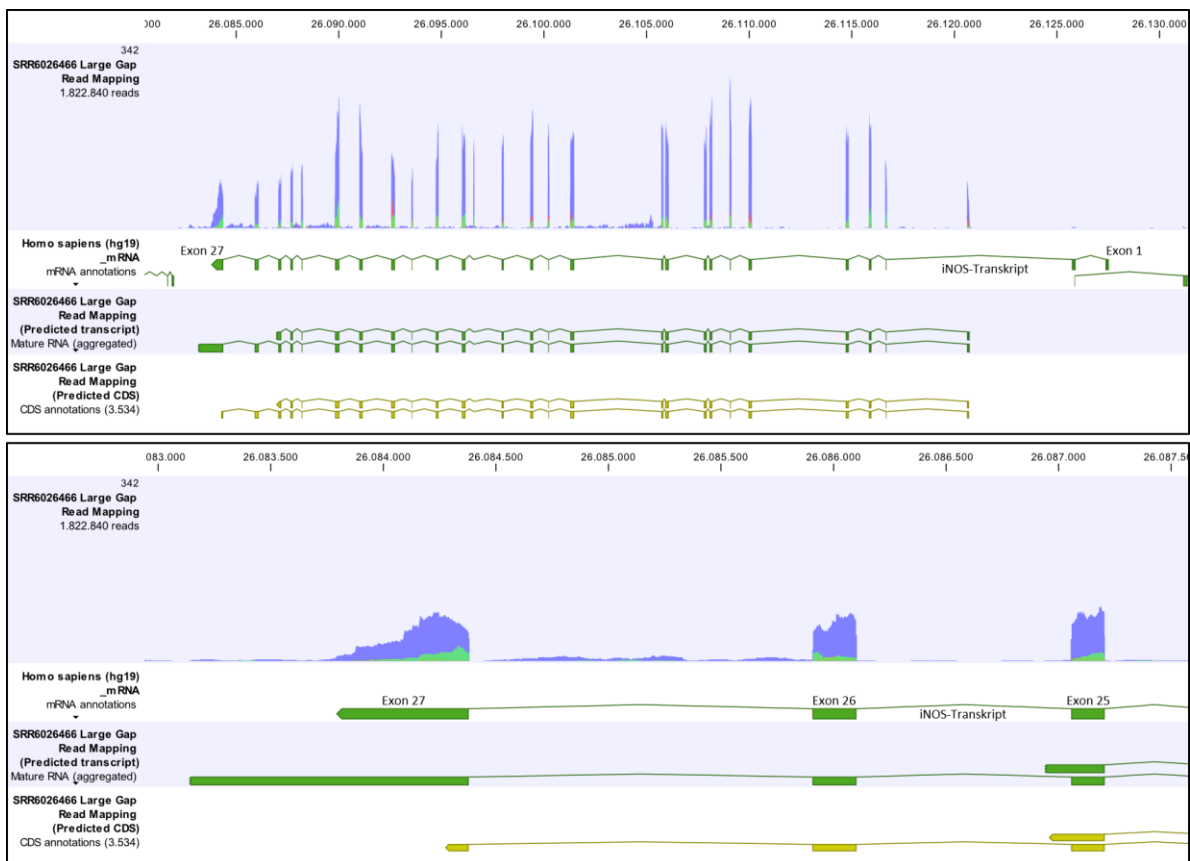 000 26.085.000 26.090.000 26.095.000 26.100.000 26.105.000 26.110.000 26.115.000 26.120.000 26.125.000 26.130.000
342
SRR6026466 Large Gap
Read Mapping
1.822.840 reads
Homo sapiens (hg19)
_mRNA
mRNA annotations
Exon 27
iNOS-Transkript
Exon 1
SRR6026466 Large Gap
Read Mapping
(Predicted transcript)
Mature RNA (aggregated)
SRR6026466 Large Gap
Read Mapping
(Predicted CDS)
CDS annotations (3.534)
.083.000 26.083.500 26.084.000 26.084.500 26.085.000 26.085.500 26.086.000 26.086.500 26.087.000 26.087.5
342
SRR6026466 Large Gap
Read Mapping
1.822.840 reads
Homo sapiens (hg19)
_mRNA
mRNA annotations
Exon 27
Exon 26
iNOS-Transkript
Exon 25
SRR6026466 Large Gap
Read Mapping
(Predicted transcript)
Mature RNA (aggregated)
SRR6026466 Large Gap
Read Mapping
(Predicted CDS)
CDS annotations (3.534)